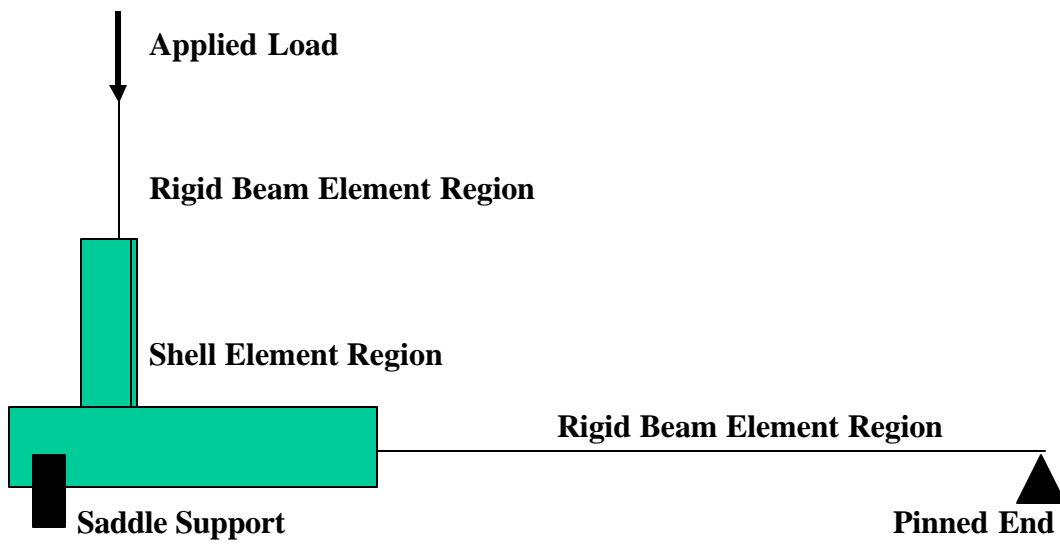 Applied Load
Rigid Beam Element Region
Shell Element Region
Rigid Beam Element Region
Saddle Support
Pinned End